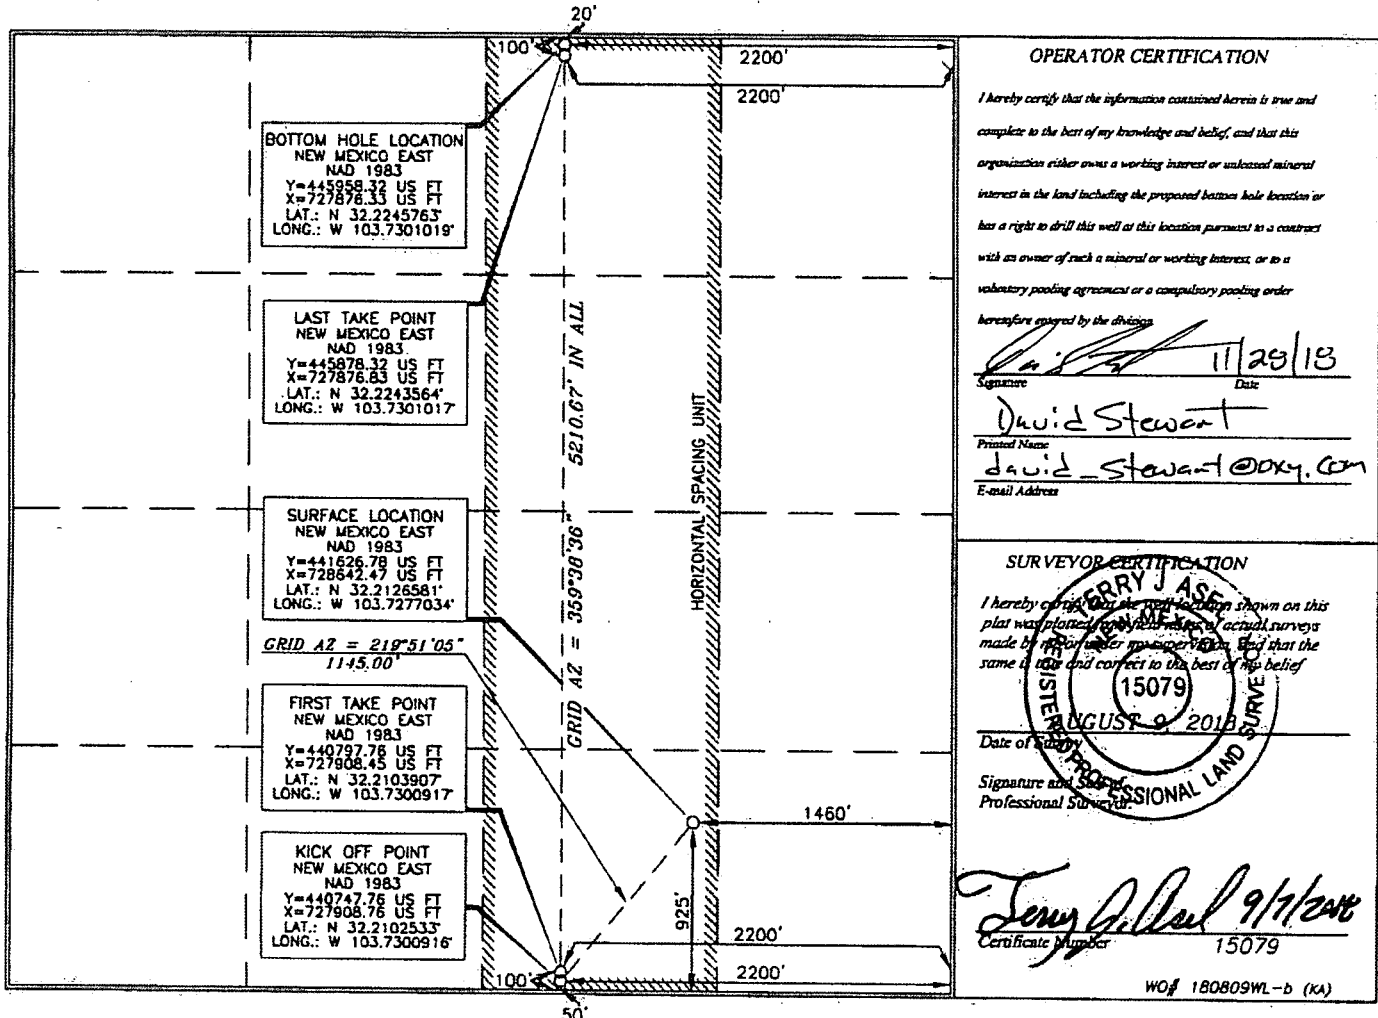 20'
100'
2200'
2200'
BOTTOM HOLE LOCATION
NEW MEXICO EAST
NAD 1983
Y=445958.32 US FT
X=727876.33 US FT
LAT.: N 32.2245763°
LONG.: W 103.7301019°
LAST TAKE POINT
NEW MEXICO EAST
NAD 1983
Y=445878.32 US FT
X=727876.83 US FT
LAT.: N 32.2243564°
LONG.: W 103.7301017°
SURFACE LOCATION
NEW MEXICO EAST
NAD 1983
Y=441626.78 US FT
X=728642.47 US FT
LAT.: N 32.2126581°
LONG.: W 103.7277034°
GRID AZ = 219°51'05"
1145.00'
FIRST TAKE POINT
NEW MEXICO EAST
NAD 1983
Y=440797.76 US FT
X=727908.45 US FT
LAT.: N 32.2103907°
LONG.: W 103.7300917°
KICK OFF POINT
NEW MEXICO EAST
NAD 1983
Y=440747.76 US FT
X=727908.76 US FT
LAT.: N 32.2102533°
LONG.: W 103.7300916°
GRID AZ = 359°38'36" 5210.67' IN ALL
HORIZONTAL SPACING UNIT
1460'
925'
2200'
2200'
100'
50'
OPERATOR CERTIFICATION
I hereby certify that the information contained herein is true and
complete to the best of my knowledge and belief, and that this
organization either owns a working interest or unleased mineral
interest in the land including the proposed bottom hole location or
has a right to drill this well at this location pursuant to a contract
with an owner of such a mineral or working interest, or to a
voluntary pooling agreement or a compulsory pooling order
heretofore entered by the division.
11/28/18
Signature Date
David Stewart
Printed Name
david_stewart@oxy.com
E-mail Address
SURVEYOR CERTIFICATION
I hereby certify that the well location shown on this
plat was plotted from field notes of actual surveys
made by me or under my supervision, and that the
same is true and correct to the best of my belief
TERRY J. ASEL
NEW MEXICO
15079
REGISTERED PROFESSIONAL LAND SURVEYOR
AUGUST 9, 2018
Date of Survey
Signature and Seal of
Professional Surveyor:
Terry J. Asel 9/7/2018
Certificate Number 15079
WO# 180809WL-b (KA)